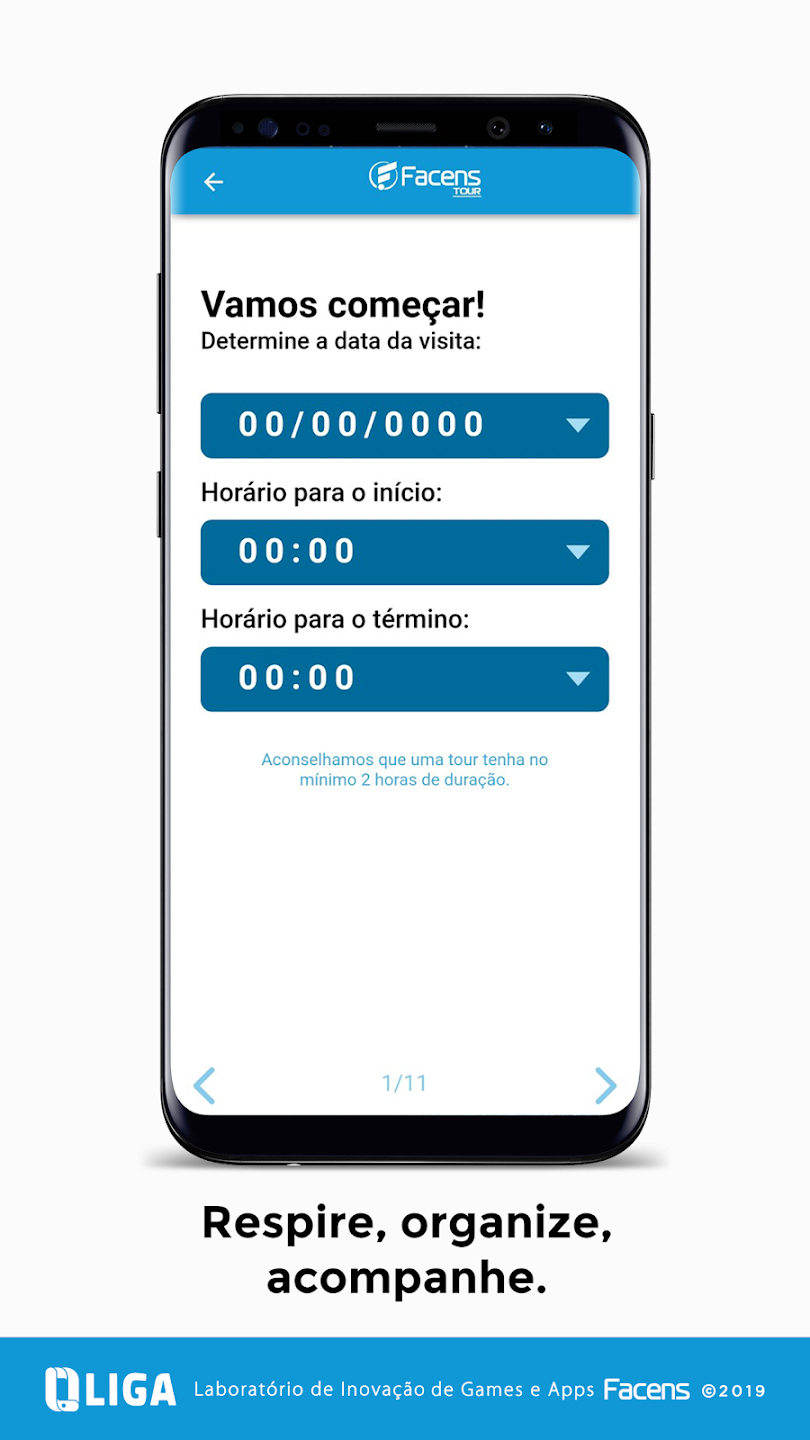 Facens
TOUR
Vamos começar!
Determine a data da visita:
00/00/0000
Horário para o início:
00:00
Horário para o término:
00:00
Aconselhamos que uma tour tenha no
mínimo 2 horas de duração.
1/11
Respire, organize,
acompanhe.
LIGA Laboratório de Inovação de Games e Apps Facens ©2019